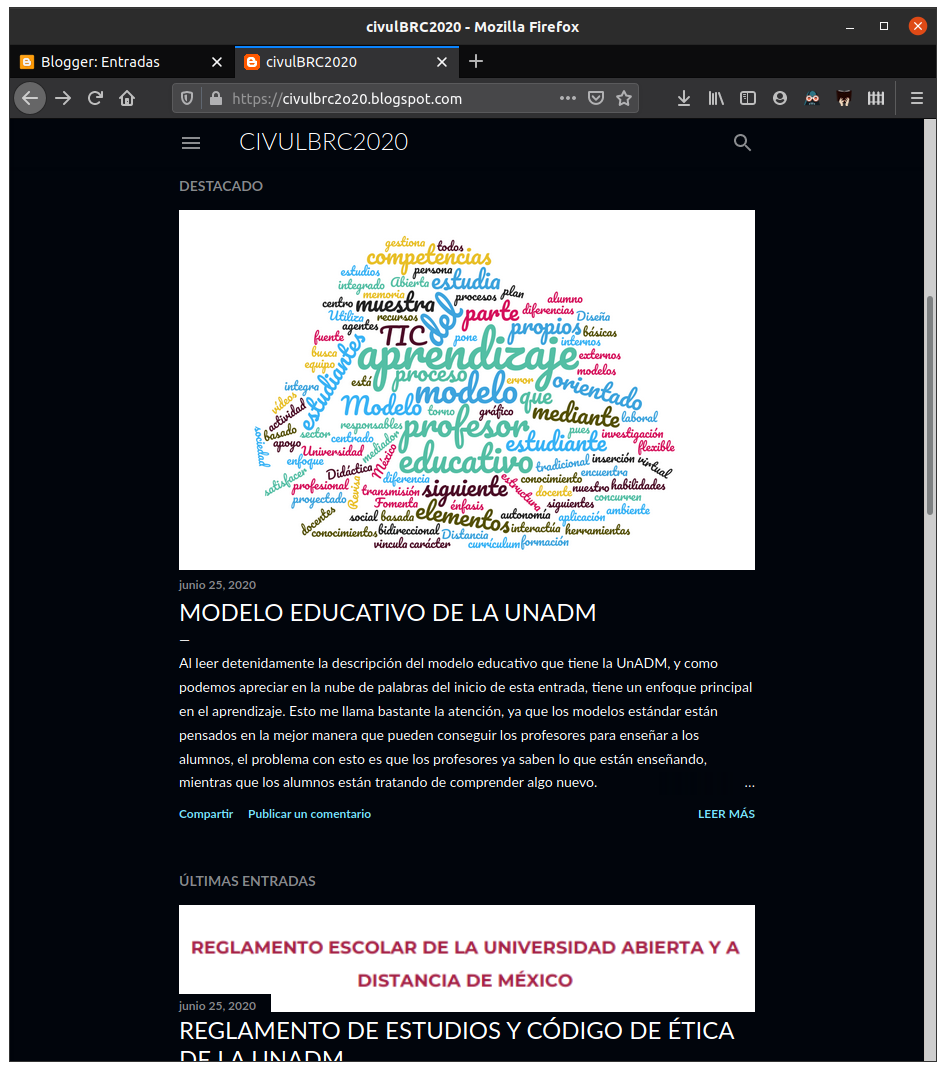 civulBRC2020 - Mozilla Firefox
Blogger: Entradas
civulBRC2020
https://civulbrc2o20.blogspot.com
CIVULBRC2020
DESTACADO
gestiona todos
competencias
estudios persona
integrado Abierta estudia
memoria procesos plan
centro muestra alumno
Utiliza recursos del parte diferencias Diseña
agentes TIC propios básicas
fuente pone internos
busca aprendizaje externos
equipo proceso modelos
integra estudiantes está error orientado
vídeos modelo que
actividad Modelo torno gráfico mediante laboral
basado sector responsables profesor pues investigación
sociedad apoyo centrado mediador estudiante flexible
Universidad México
enfoque educativo tradicional inserción virtual
Didáctica encuentra
satisfacer diferencia estructura conocimiento
profesional Revisa transmisión siguiente docente nuestro habilidades
proyectado Fomenta énfasis siguientes concurren
docentes social basada elementos autonomía aplicación ambiente
conocimientos bidireccional interactúa herramientas
Distancia
vincula carácter currículum formación
junio 25, 2020
MODELO EDUCATIVO DE LA UNADM
—
Al leer detenidamente la descripción del modelo educativo que tiene la UnADM, y como
podemos apreciar en la nube de palabras del inicio de esta entrada, tiene un enfoque principal
en el aprendizaje. Esto me llama bastante la atención, ya que los modelos estándar están
pensados en la mejor manera que pueden conseguir los profesores para enseñar a los
alumnos, el problema con esto es que los profesores ya saben lo que están enseñando,
mientras que los alumnos están tratando de comprender algo nuevo. ...
Compartir Publicar un comentario LEER MÁS
ÚLTIMAS ENTRADAS
REGLAMENTO ESCOLAR DE LA UNIVERSIDAD ABIERTA Y A
DISTANCIA DE MÉXICO
junio 25, 2020
REGLAMENTO DE ESTUDIOS Y CÓDIGO DE ÉTICA
DE LA UNADM